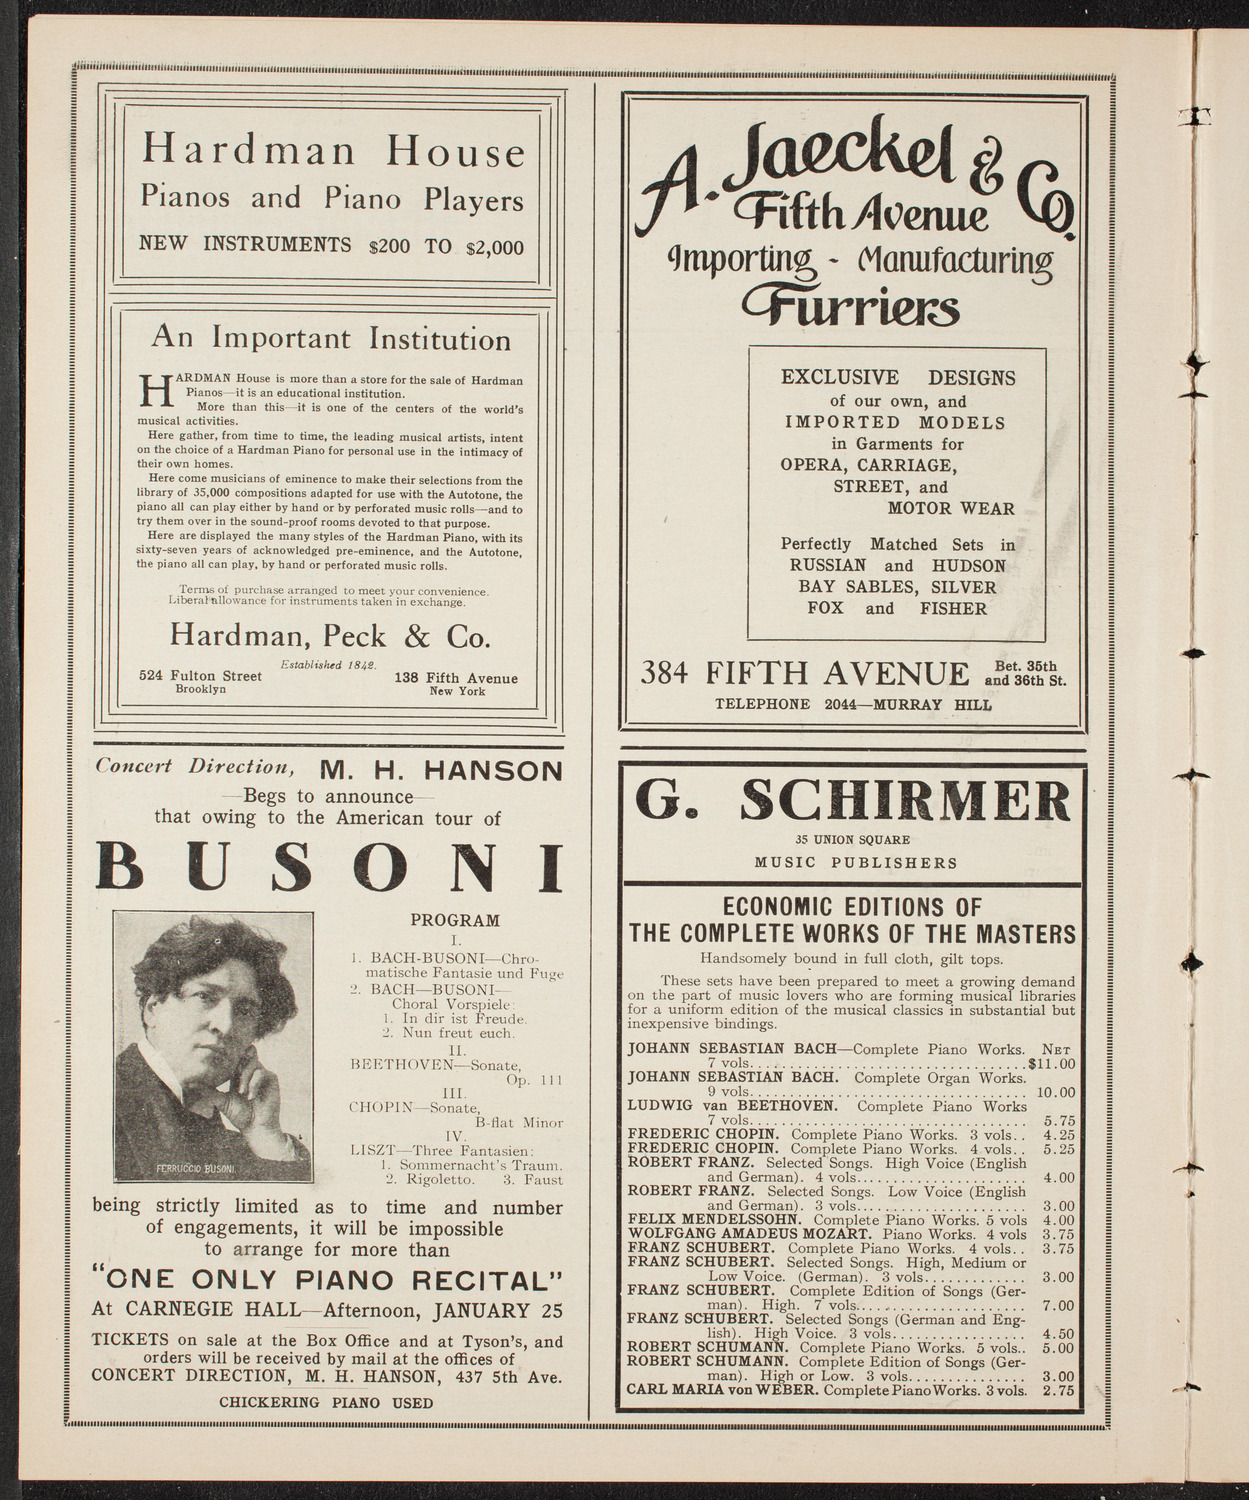 Hardman House
Pianos and Piano Players
NEW INSTRUMENTS $200 TO $2,000
An Important Institution
HARDMAN House is more than a store for the sale of Hardman
Pianos—it is an educational institution.
More than this—it is one of the centers of the world's
musical activities.
Here gather, from time to time, the leading musical artists, intent
on the choice of a Hardman Piano for personal use in the intimacy of
their own homes.
Here come musicians of eminence to make their selections from the
library of 35,000 compositions adapted for use with the Autotone, the
piano all can play either by hand or by perforated music rolls—and to
try them over in the sound-proof rooms devoted to that purpose.
Here are displayed the many styles of the Hardman Piano, with its
sixty-seven years of acknowledged pre-eminence, and the Autotone,
the piano all can play, by hand or perforated music rolls.
Terms of purchase arranged to meet your convenience.
Liberal allowance for instruments taken in exchange.
Hardman, Peck & Co.
Established 1842.
524 Fulton Street 138 Fifth Avenue
Brooklyn New York
Concert Direction, M. H. HANSON
—Begs to announce—
that owing to the American tour of
BUSONI
FERRUCCIO BUSONI
PROGRAM
I.
1. BACH-BUSONI—Chro-
matische Fantasie und Fuge
2. BACH—BUSONI—
Choral Vorspiele:
1. In dir ist Freude.
2. Nun freut euch.
II.
BEETHOVEN—Sonate,
Op. 111
III.
CHOPIN—Sonate,
B-flat Minor
IV.
LISZT—Three Fantasien:
1. Sommernacht's Traum.
2. Rigoletto. 3. Faust
being strictly limited as to time and number
of engagements, it will be impossible
to arrange for more than
"ONE ONLY PIANO RECITAL"
At CARNEGIE HALL—Afternoon, JANUARY 25
TICKETS on sale at the Box Office and at Tyson's, and
orders will be received by mail at the offices of
CONCERT DIRECTION, M. H. HANSON, 437 5th Ave.
CHICKERING PIANO USED
A. Jaeckel & Co.
Fifth Avenue
Importing - Manufacturing
Furriers
EXCLUSIVE DESIGNS
of our own, and
IMPORTED MODELS
in Garments for
OPERA, CARRIAGE,
STREET, and
MOTOR WEAR
Perfectly Matched Sets in
RUSSIAN and HUDSON
BAY SABLES, SILVER
FOX and FISHER
384 FIFTH AVENUE Bet. 35th
and 36th St.
TELEPHONE 2044—MURRAY HILL
G. SCHIRMER
35 UNION SQUARE
MUSIC PUBLISHERS
ECONOMIC EDITIONS OF
THE COMPLETE WORKS OF THE MASTERS
Handsomely bound in full cloth, gilt tops.
These sets have been prepared to meet a growing demand
on the part of music lovers who are forming musical libraries
for a uniform edition of the musical classics in substantial but
inexpensive bindings.
JOHANN SEBASTIAN BACH—Complete Piano Works. NET
7 vols. $11.00
JOHANN SEBASTIAN BACH. Complete Organ Works.
9 vols. 10.00
LUDWIG van BEETHOVEN. Complete Piano Works
7 vols. 5.75
FREDERIC CHOPIN. Complete Piano Works. 3 vols.. 4.25
FREDERIC CHOPIN. Complete Piano Works. 4 vols.. 5.25
ROBERT FRANZ. Selected Songs. High Voice (English
and German). 4 vols. 4.00
ROBERT FRANZ. Selected Songs. Low Voice (English
and German). 3 vols. 3.00
FELIX MENDELSSOHN. Complete Piano Works. 5 vols 4.00
WOLFGANG AMADEUS MOZART. Piano Works. 4 vols 3.75
FRANZ SCHUBERT. Complete Piano Works. 4 vols.. 3.75
FRANZ SCHUBERT. Selected Songs. High, Medium or
Low Voice. (German). 3 vols. 3.00
FRANZ SCHUBERT. Complete Edition of Songs (Ger-
man). High. 7 vols. 7.00
FRANZ SCHUBERT. Selected Songs (German and Eng-
lish). High Voice. 3 vols. 4.50
ROBERT SCHUMANN. Complete Piano Works. 5 vols.. 5.00
ROBERT SCHUMANN. Complete Edition of Songs (Ger-
man). High or Low. 3 vols. 3.00
CARL MARIA von WEBER. Complete Piano Works. 3 vols. 2.75